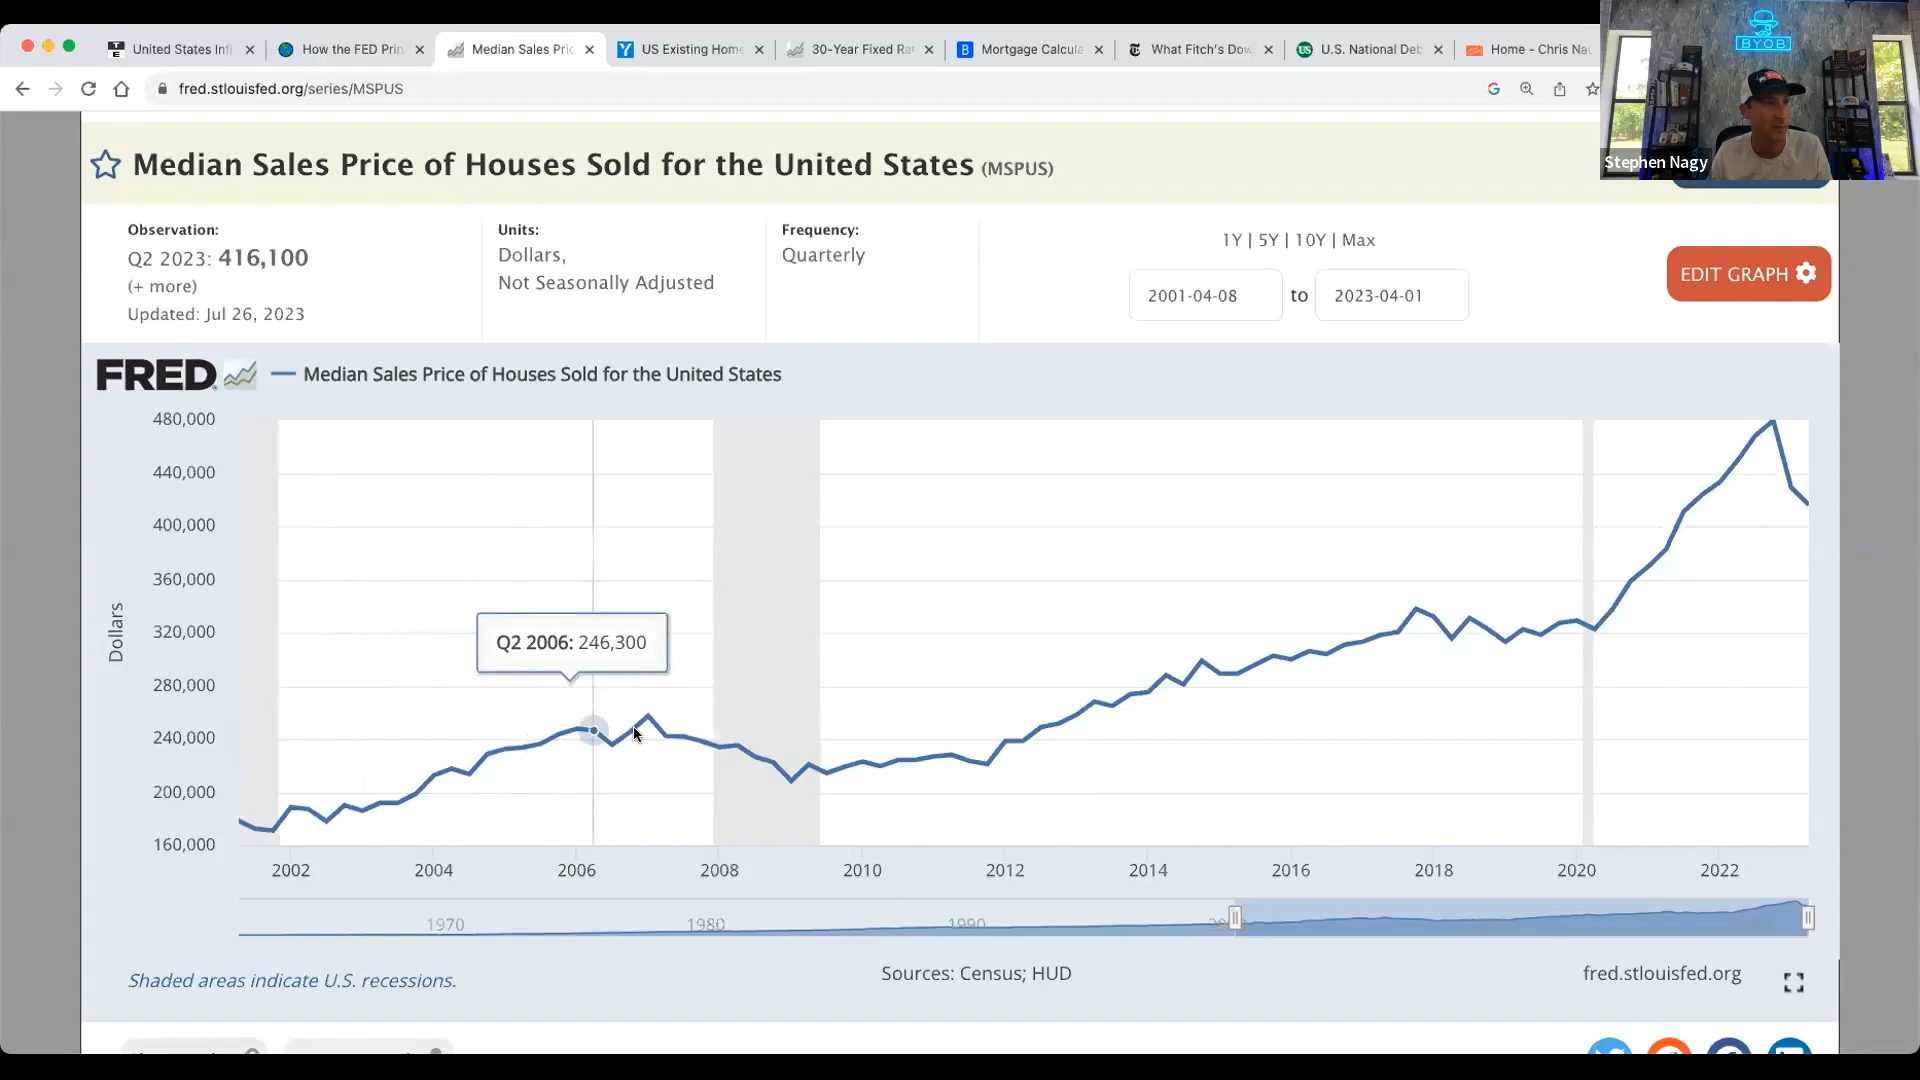 United States Inf
How the FED Prin
Median Sales Pric
US Existing Home
30-Year Fixed Ra
Mortgage Calcula
What Fitch's Dow
U.S. National Deb
Home - Chris Na
fred.stlouisfed.org/series/MSPUS
BYOB
Stephen Nagy
Median Sales Price of Houses Sold for the United States (MSPUS)
Observation:
Q2 2023: 416,100
(+ more)
Updated: Jul 26, 2023
Units:
Dollars,
Not Seasonally Adjusted
Frequency:
Quarterly
1Y | 5Y | 10Y | Max
2001-04-08 to 2023-04-01
EDIT GRAPH
FRED
Median Sales Price of Houses Sold for the United States
480,000
440,000
400,000
360,000
320,000
280,000
240,000
200,000
160,000
Dollars
Q2 2006: 246,300
2002 2004 2006 2008 2010 2012 2014 2016 2018 2020 2022
1970 1980 1990
Shaded areas indicate U.S. recessions.
Sources: Census; HUD
fred.stlouisfed.org